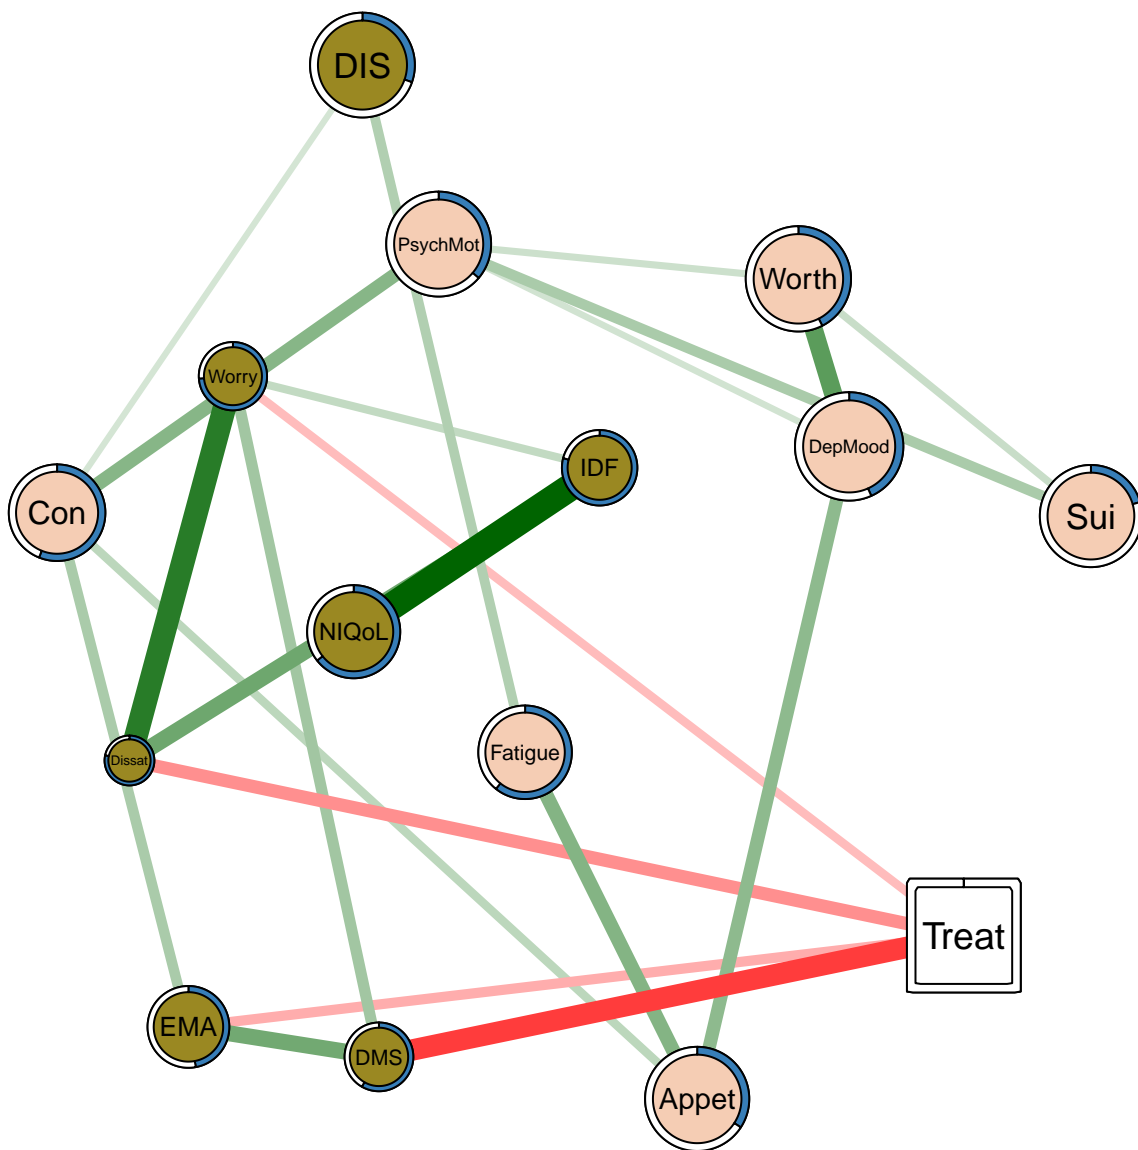 DIS
PsychMot
Worth
Worry
DepMood
IDF
Con
Sui
NIQoL
Dissat
Fatigue
Treat
EMA
DMS
Appet